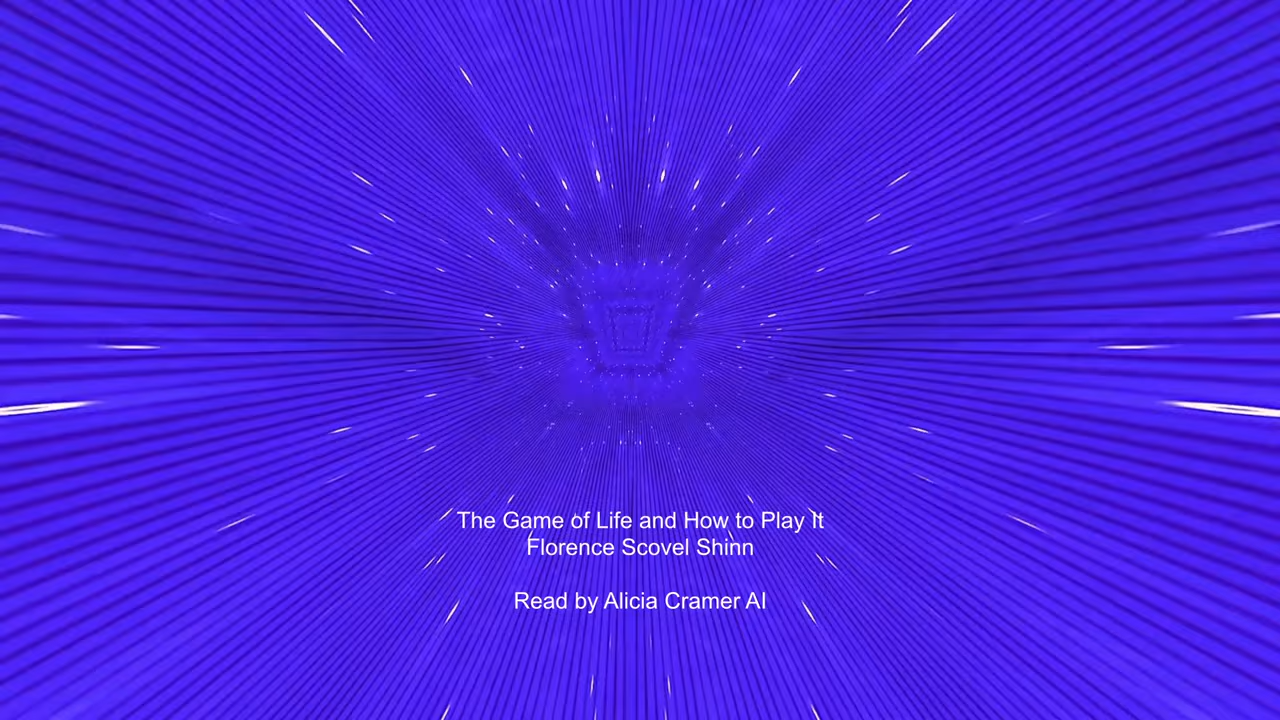 The Game of Life and How to Play It
Florence Scovel Shinn
Read by Alicia Cramer AI